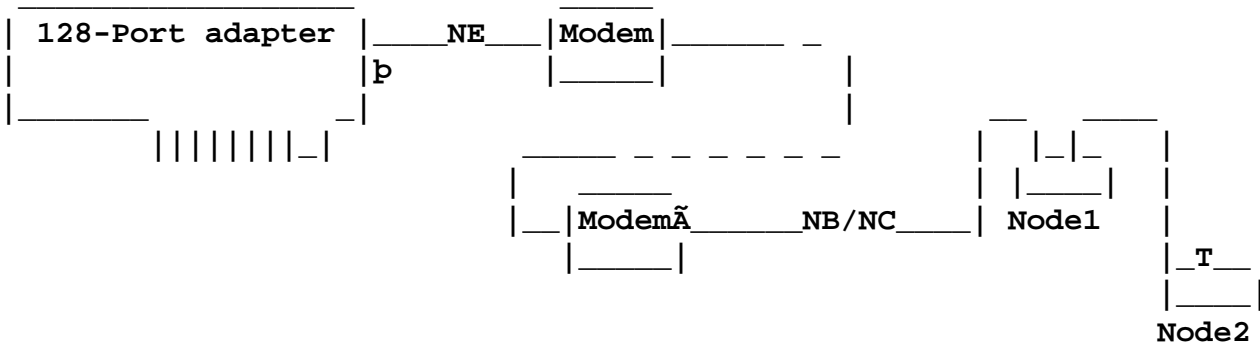 128-Port adapter NE Modem
þ
ModemÃ NB/NC Node1
T
Node2